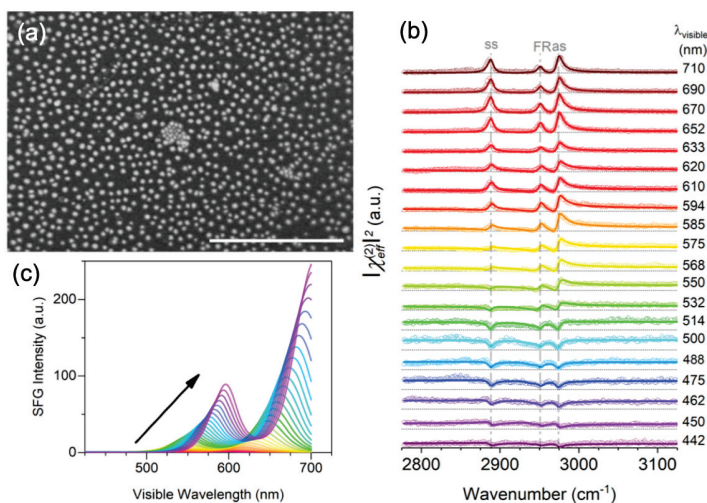 (a)
(b)
ss FRas
λvisible
(nm)
710
690
670
652
633
620
610
594
585
575
568
550
532
514
500
488
475
462
450
442
|χeff(2)|2 (a.u.)
2800 2900 3000 3100
Wavenumber (cm-1)
(c)
200
100
0
SFG Intensity (a.u.)
500 600 700
Visible Wavelength (nm)